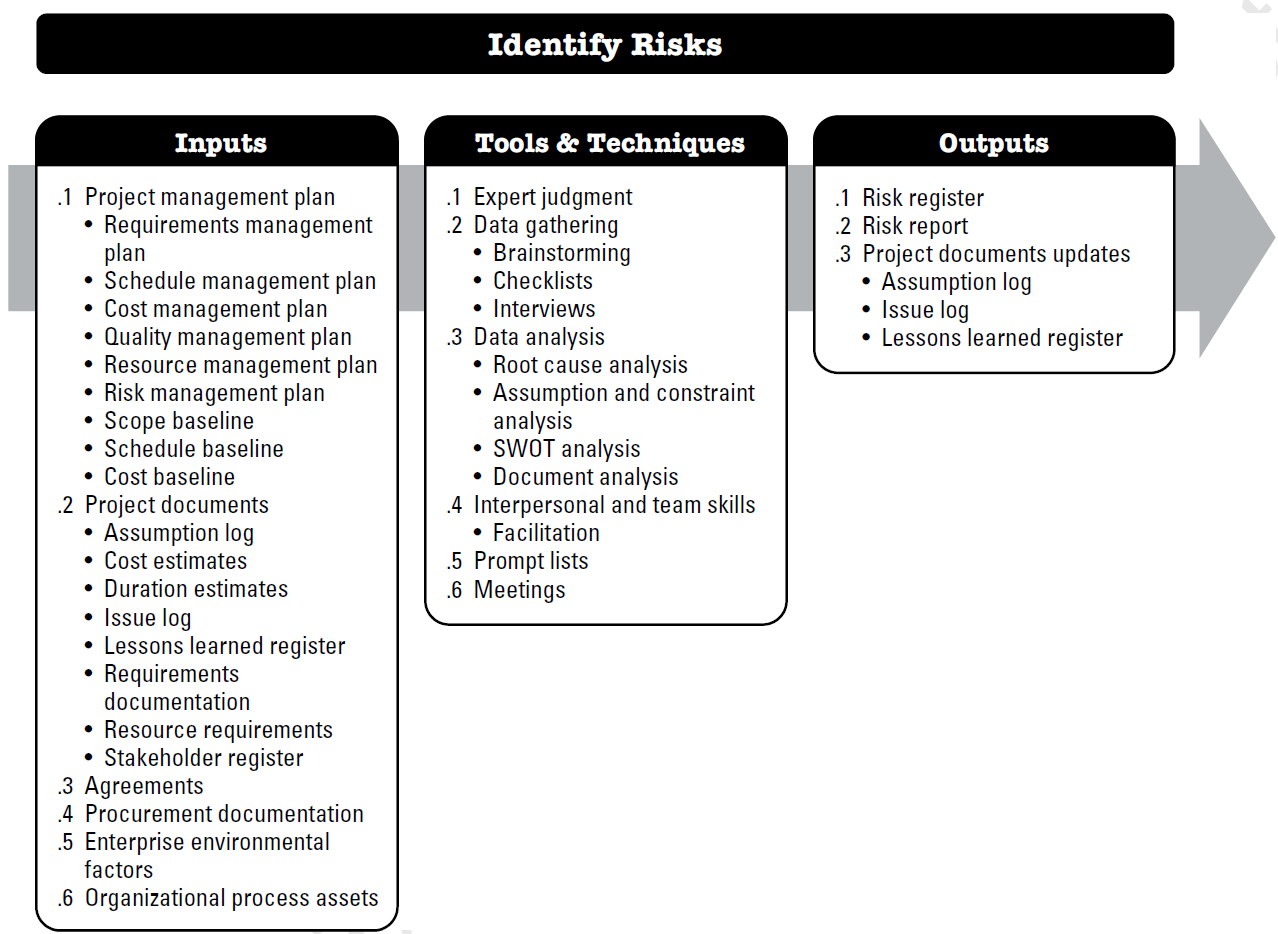 Identify Risks
Inputs
.1 Project management plan
• Requirements management
plan
• Schedule management plan
• Cost management plan
• Quality management plan
• Resource management plan
• Risk management plan
• Scope baseline
• Schedule baseline
• Cost baseline
.2 Project documents
• Assumption log
• Cost estimates
• Duration estimates
• Issue log
• Lessons learned register
• Requirements
documentation
• Resource requirements
• Stakeholder register
.3 Agreements
.4 Procurement documentation
.5 Enterprise environmental
factors
.6 Organizational process assets
Tools & Techniques
.1 Expert judgment
.2 Data gathering
• Brainstorming
• Checklists
• Interviews
.3 Data analysis
• Root cause analysis
• Assumption and constraint
analysis
• SWOT analysis
• Document analysis
.4 Interpersonal and team skills
• Facilitation
.5 Prompt lists
.6 Meetings
Outputs
.1 Risk register
.2 Risk report
.3 Project documents updates
• Assumption log
• Issue log
• Lessons learned register